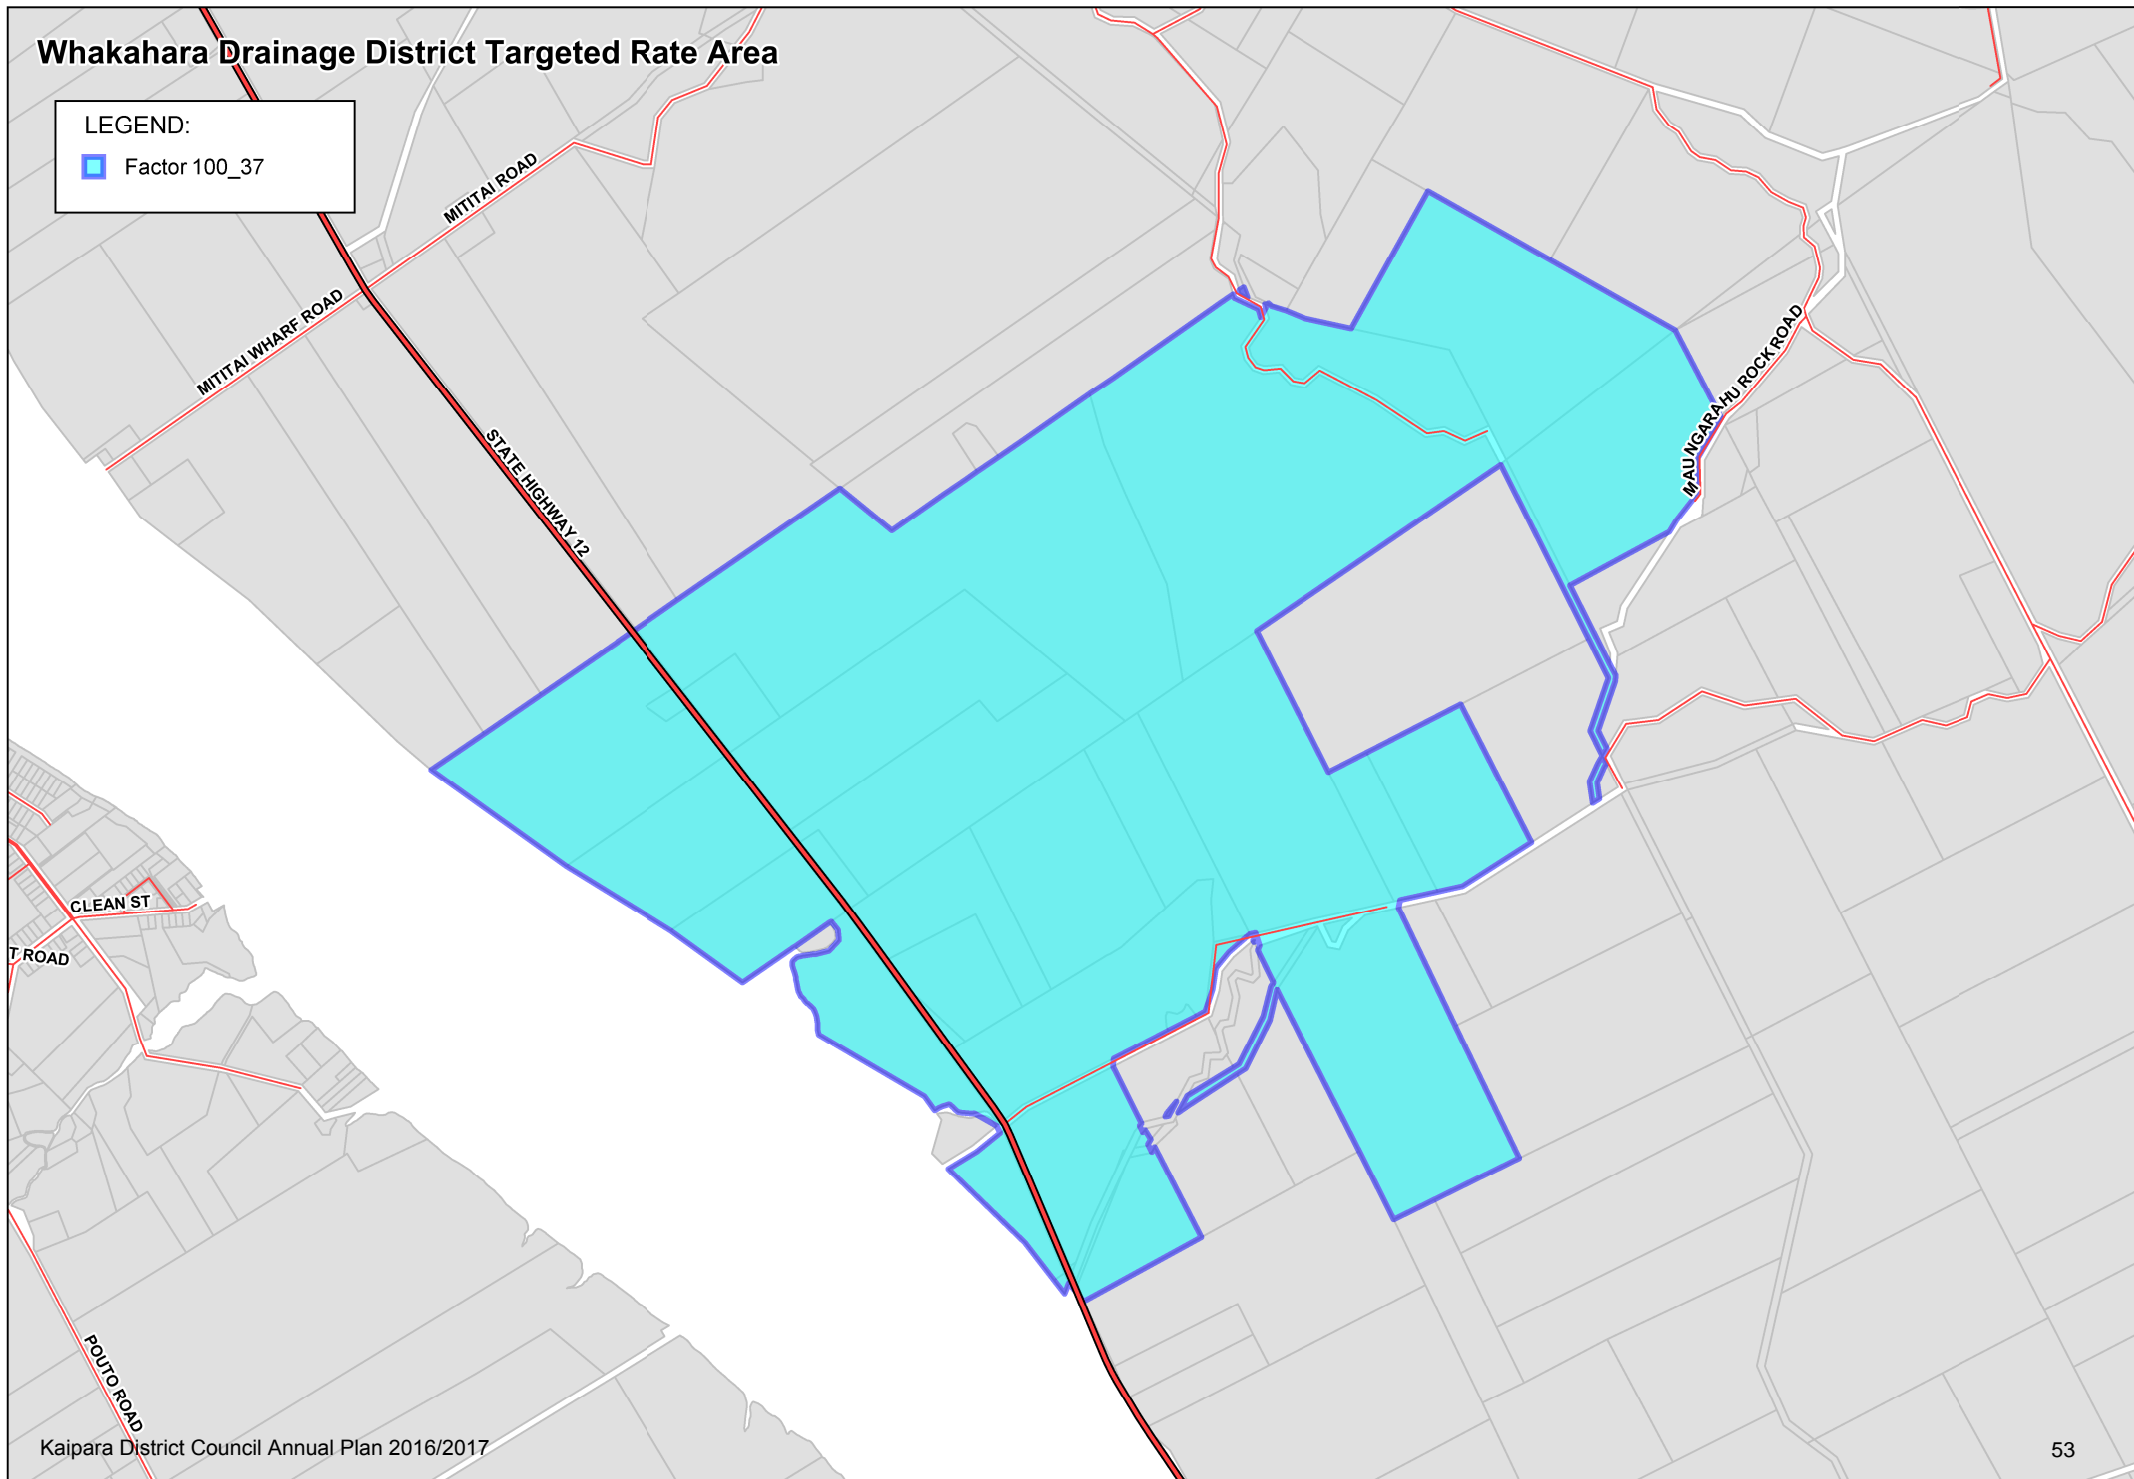 Whakahara Drainage District Targeted Rate Area
LEGEND:
Factor 100_37
MITITAI ROAD
MITITAI WHARF ROAD
STATE HIGHWAY 12
MAUNGARAHU ROCK ROAD
CLEAN ST
T ROAD
POUTO ROAD
Kaipara District Council Annual Plan 2016/2017
53